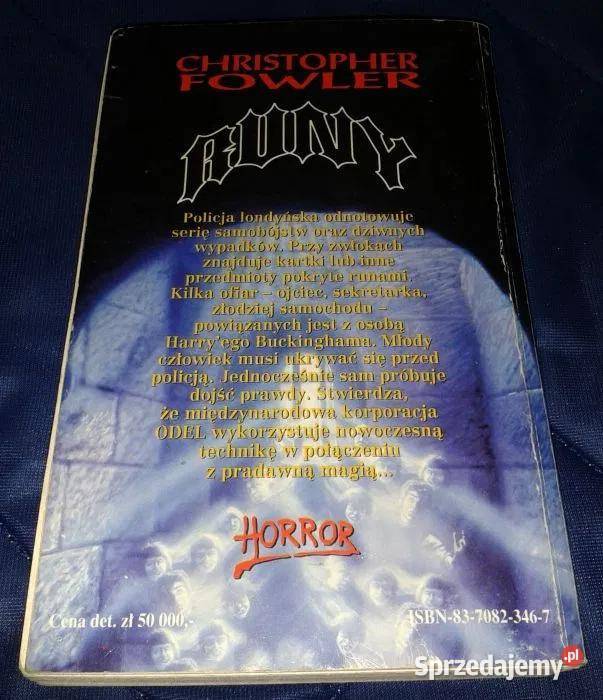 CHRISTOPHER
FOWLER
RUNY
Policja londyńska odnotowuje
serię samobójstw oraz dziwnych
wypadków. Przy zwłokach
znajduje kartki lub inne
przedmioty pokryte runami.
Kilka ofiar – ojciec, sekretarka,
złodziej samochodu –
powiązanych jest z osobą
Harry'ego Buckinghama. Młody
człowiek musi ukrywać się przed
policją. Jednocześnie sam próbuje
dojść prawdy. Stwierdza,
że międzynarodowa korporacja
ODEL wykorzystuje nowoczesną
technikę w połączeniu
z pradawną magią...
HORROR
Cena det. zł 50 000,-
ISBN-83-7082-346-7
Sprzedajemy.pl